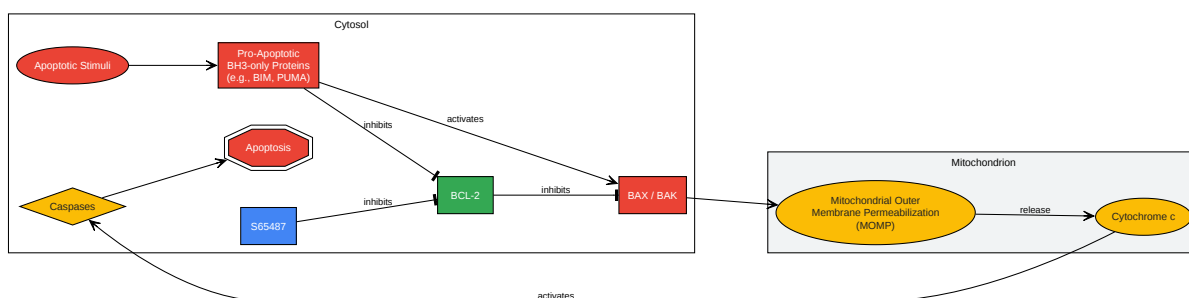 Cytosol
Apoptotic Stimuli
Pro-Apoptotic
BH3-only Proteins
(e.g., BIM, PUMA)
activates
inhibits
Apoptosis
Mitochondrion
Caspases
inhibits
BCL-2
inhibits
BAX / BAK
S65487
Mitochondrial Outer
Membrane Permeabilization
(MOMP)
release
Cytochrome c
activates